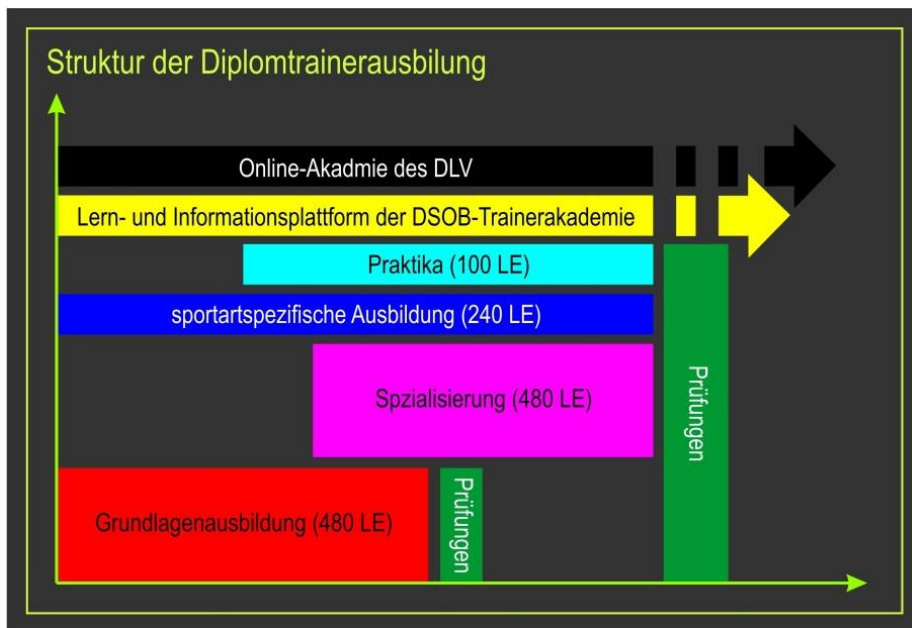 Struktur der Diplomtrainerausbilung
Online-Akadmie des DLV
Lern- und Informationsplattform der DSOB-Trainerakademie
Praktika (100 LE)
sportartspezifische Ausbildung (240 LE)
Spzialisierung (480 LE)
Prüfungen
Grundlagenausbildung (480 LE)
Prüfungen